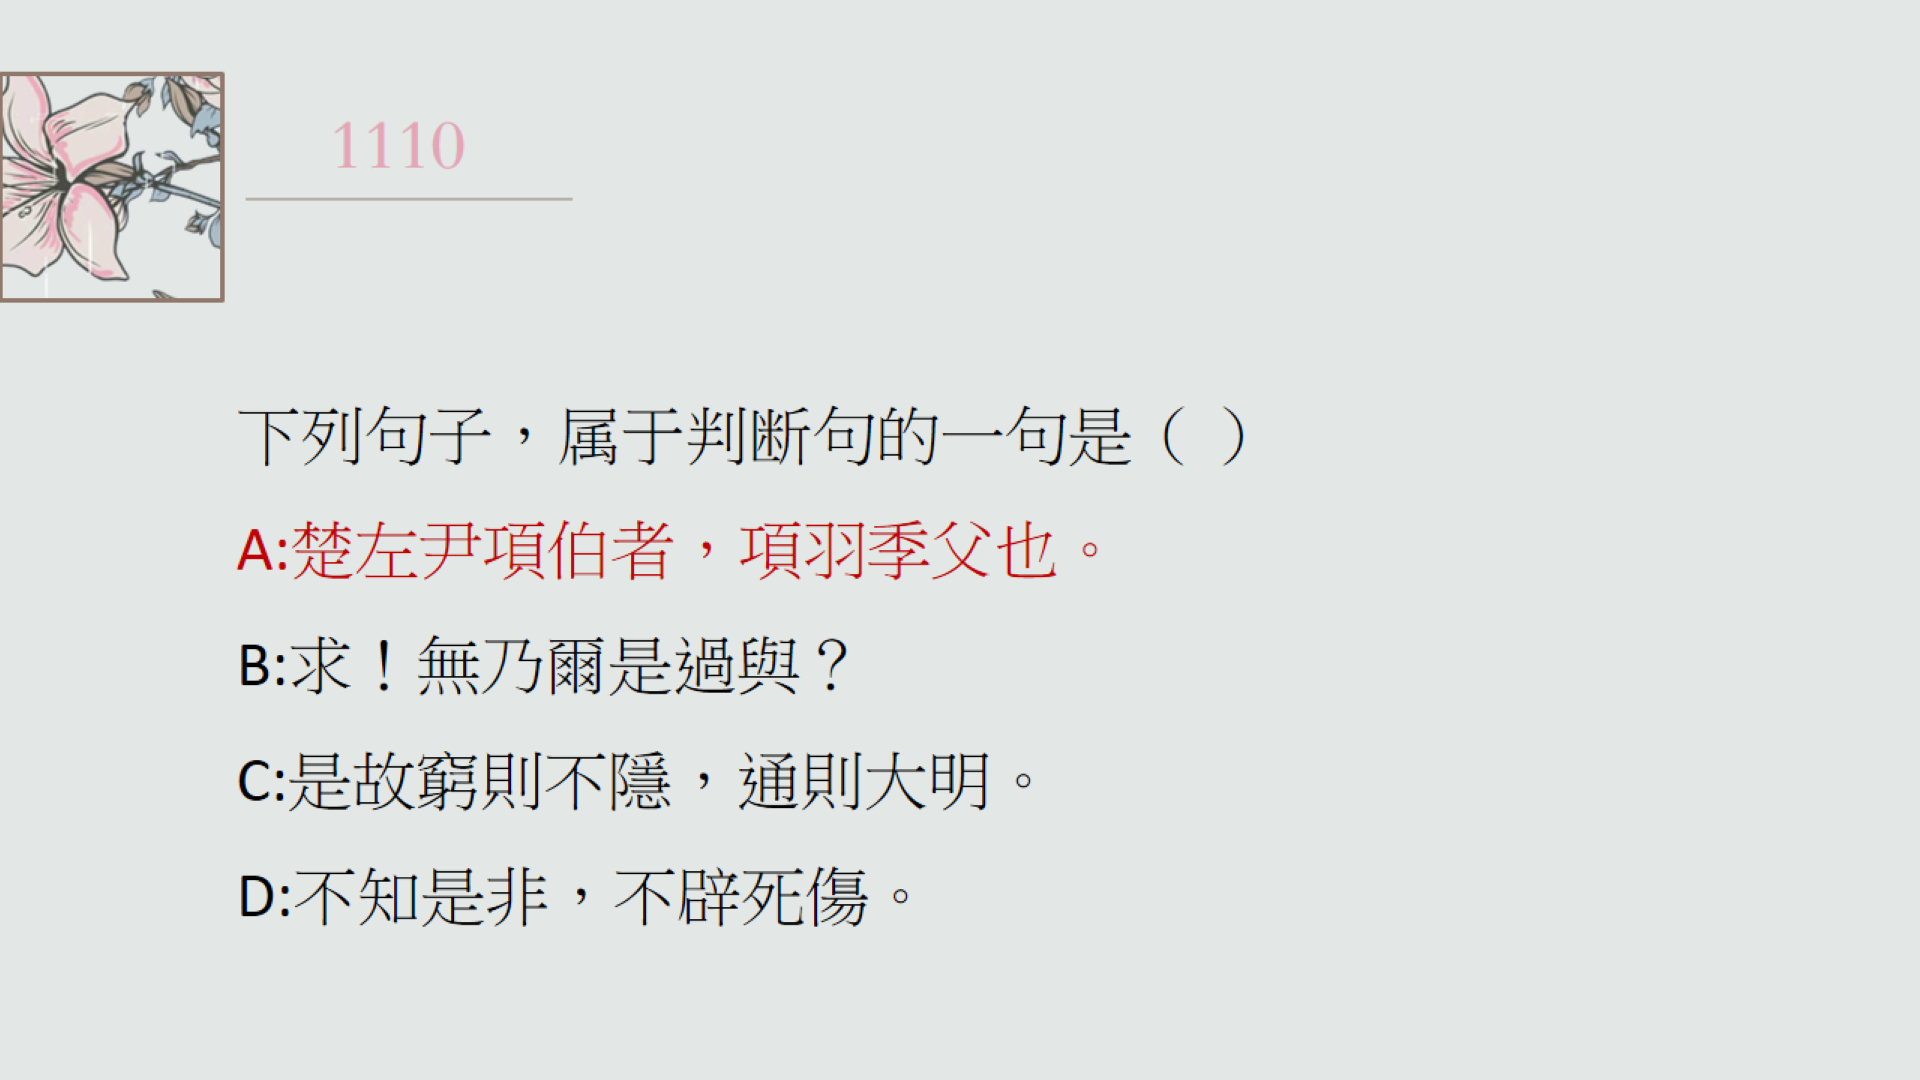 1110
下列句子，属于判断句的一句是（ ）
A:楚左尹項伯者，項羽季父也。
B:求！無乃爾是過與？
C:是故窮則不隱，通則大明。
D:不知是非，不辟死傷。